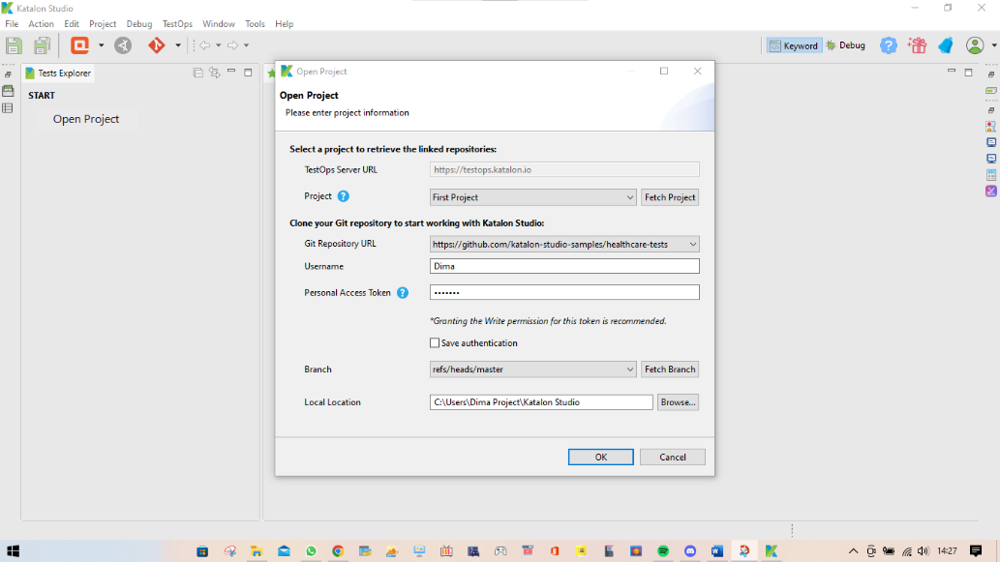 Katalon Studio
File Action Edit Project Debug TestOps Window Tools Help
Keyword Debug
Tests Explorer
START
Open Project
Open Project
Open Project
Please enter project information
Select a project to retrieve the linked repositories:
TestOps Server URL https://testops.katalon.io
Project ? First Project Fetch Project
Clone your Git repository to start working with Katalon Studio:
Git Repository URL https://github.com/katalon-studio-samples/healthcare-tests
Username Dima
Personal Access Token ? •••••••
*Granting the Write permission for this token is recommended.
Save authentication
Branch refs/heads/master Fetch Branch
Local Location C:\Users\Dima Project\Katalon Studio Browse...
OK Cancel
14:27